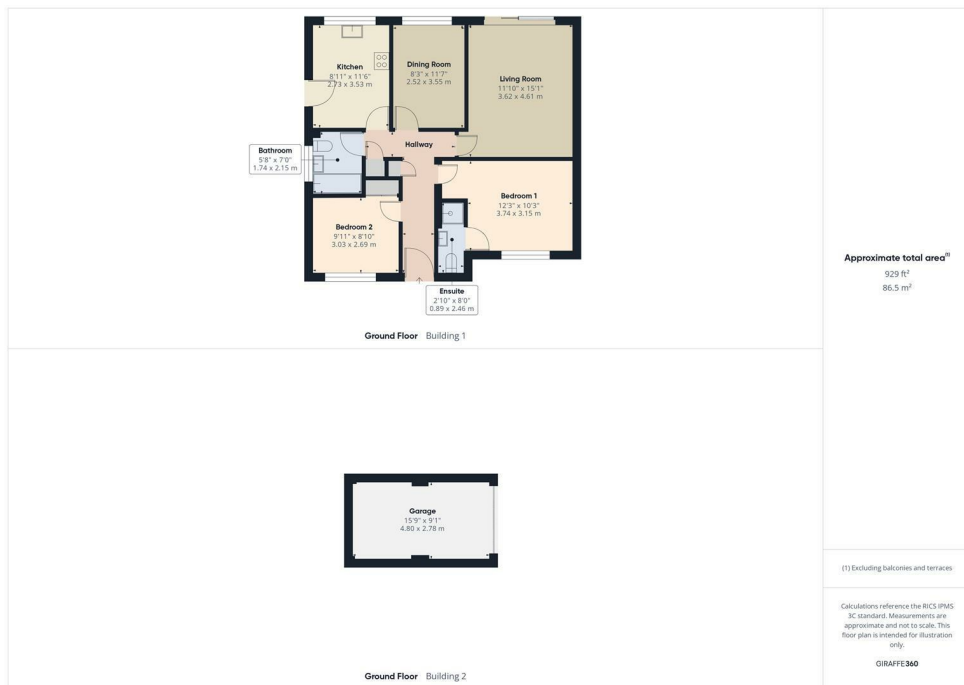 Kitchen
8'11" x 11'6"
2.73 x 3.53 m
Dining Room
8'3" x 11'7"
2.52 x 3.55 m
Living Room
11'10" x 15'1"
3.62 x 4.61 m
Hallway
Bathroom
5'8" x 7'0"
1.74 x 2.15 m
Bedroom 1
12'3" x 10'3"
3.74 x 3.15 m
Bedroom 2
9'11" x 8'10"
3.03 x 2.69 m
Ensuite
2'10" x 8'0"
0.89 x 2.46 m
Ground Floor Building 1
Garage
15'9" x 9'1"
4.80 x 2.78 m
Ground Floor Building 2
Approximate total area(1)
929 ft²
86.5 m²
(1) Excluding balconies and terraces
Calculations reference the RICS IPMS
3C standard. Measurements are
approximate and not to scale. This
floor plan is intended for illustration
only.
GIRAFFE360